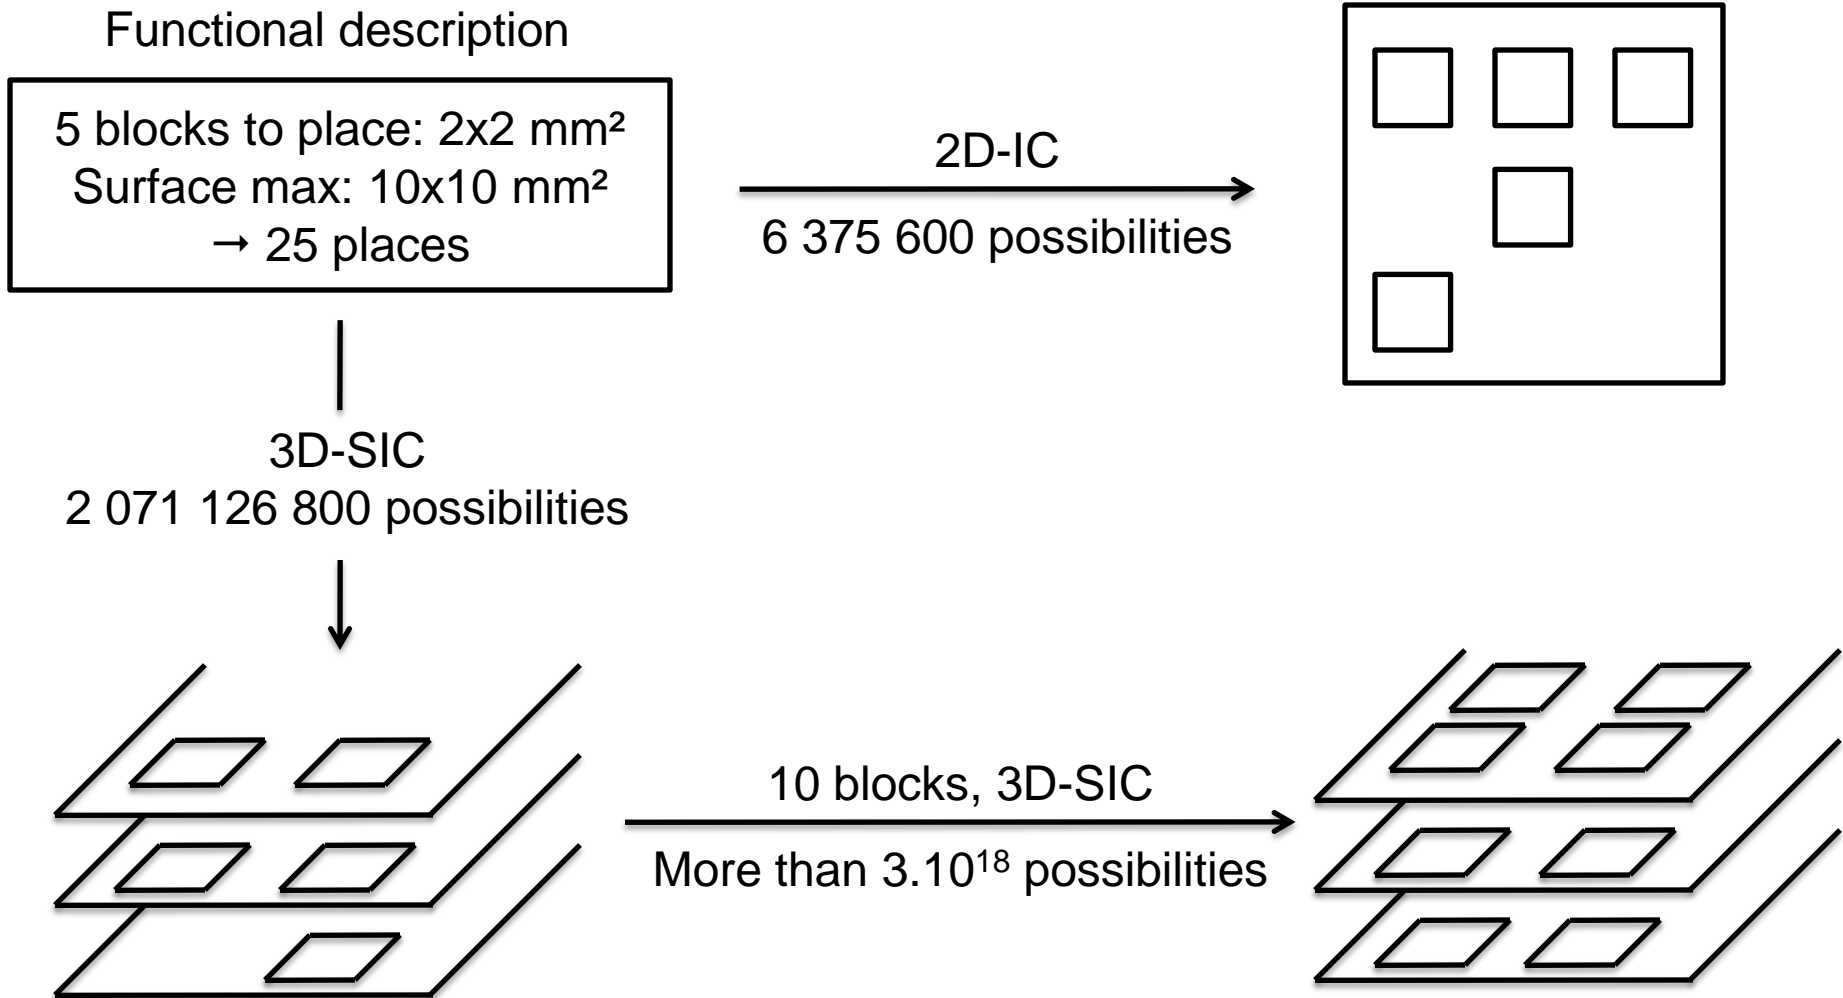 Functional description
5 blocks to place: 2x2 mm²
Surface max: 10x10 mm²
→ 25 places
2D-IC
6 375 600 possibilities
3D-SIC
2 071 126 800 possibilities
10 blocks, 3D-SIC
More than 3.10¹⁸ possibilities